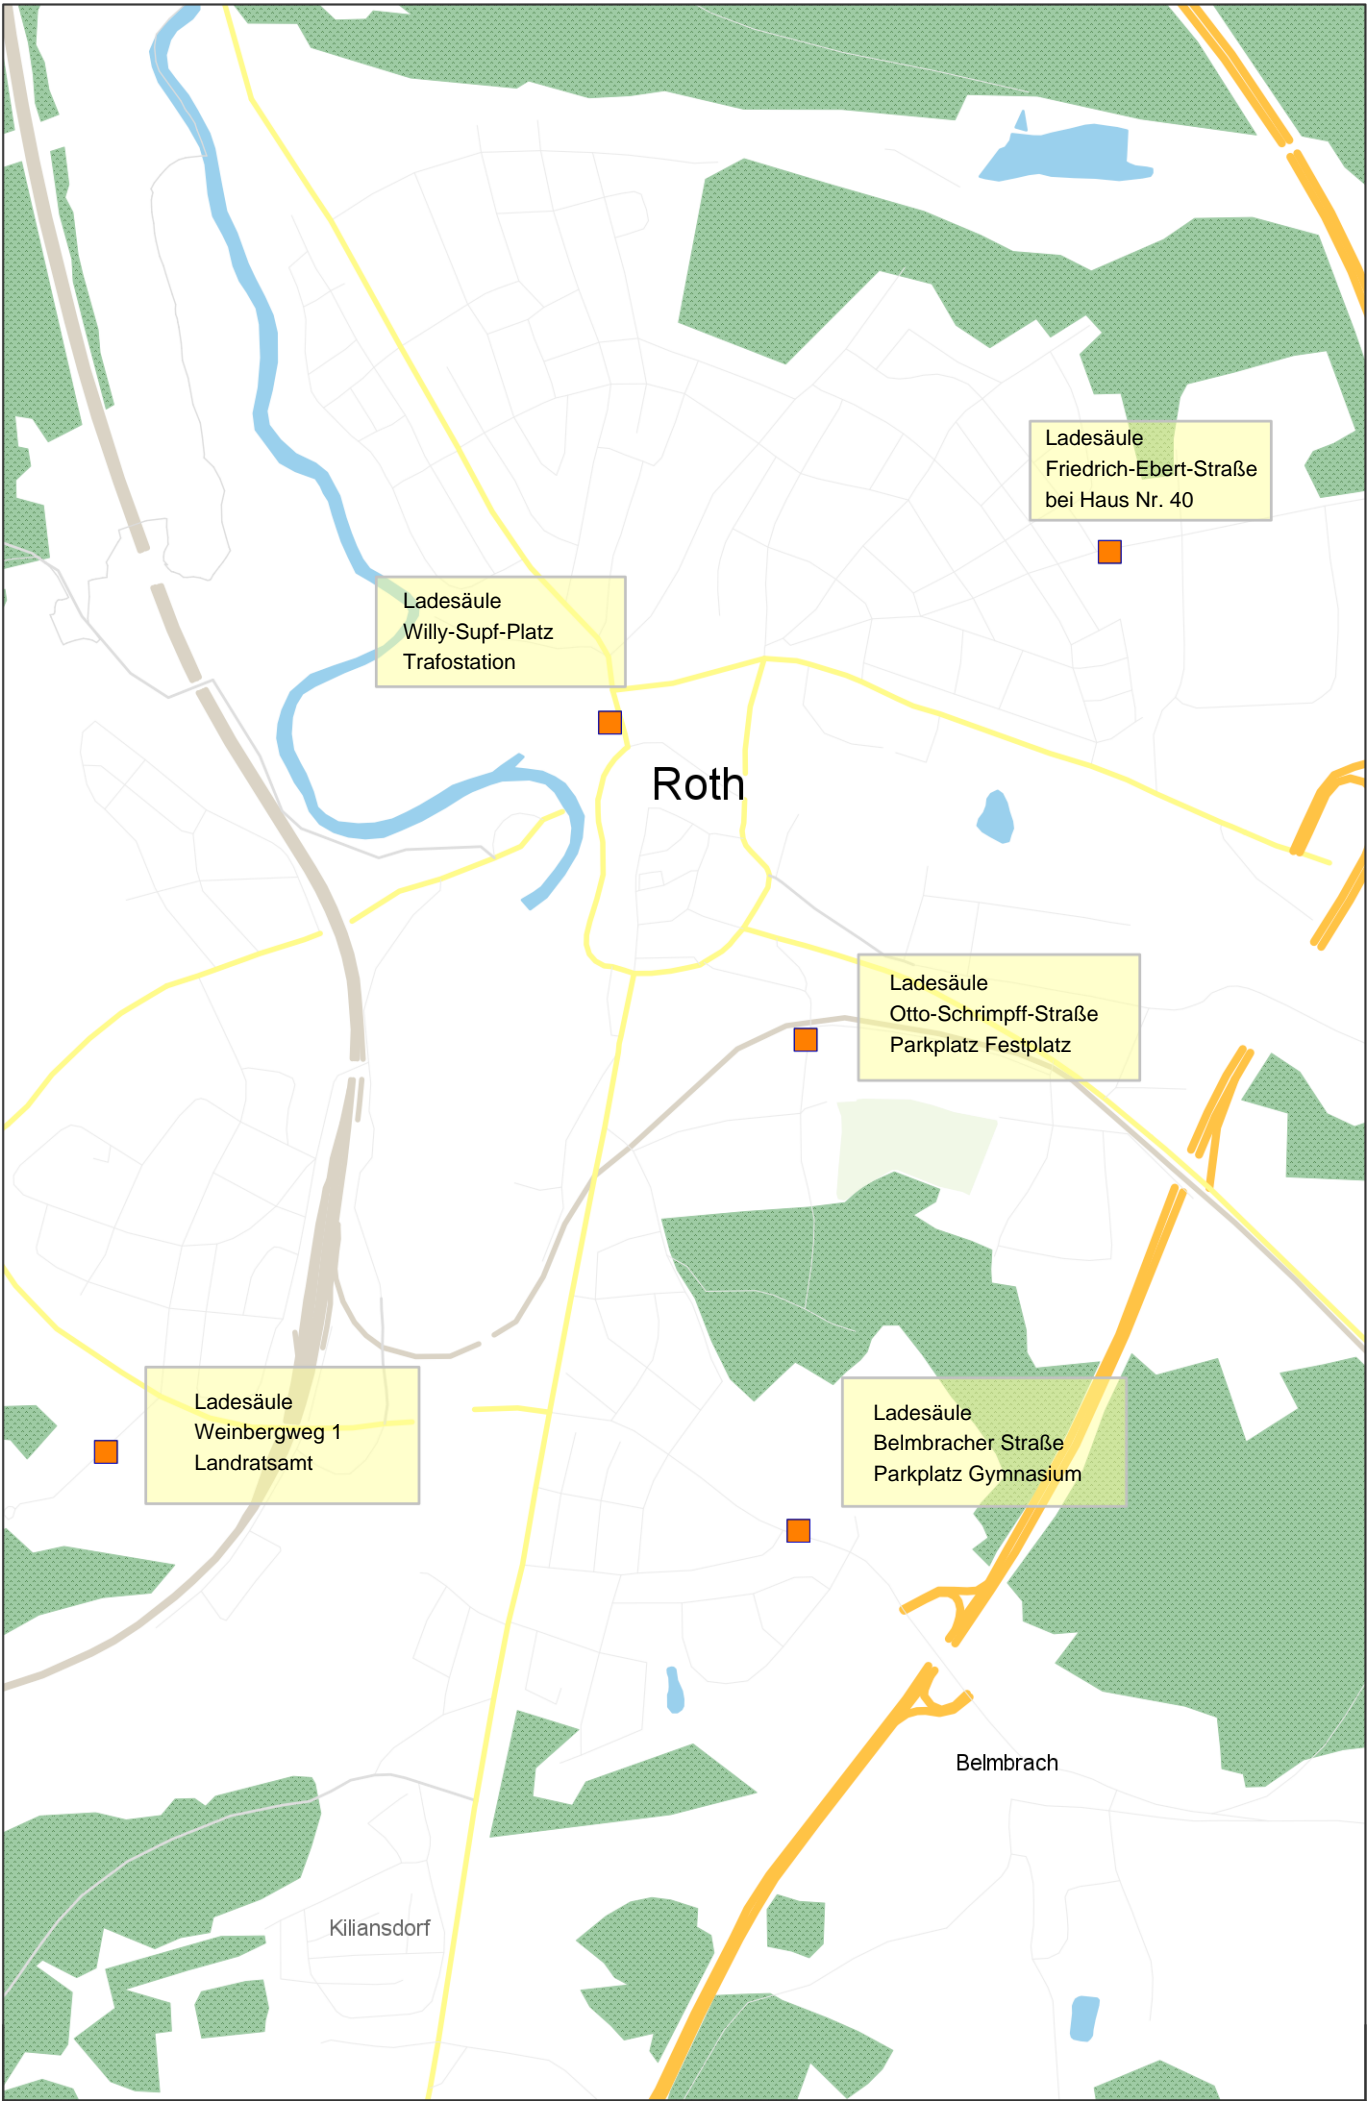 Ladesäule
Friedrich-Ebert-Straße
bei Haus Nr. 40
Ladesäule
Willy-Supf-Platz
Trafostation
Roth
Ladesäule
Otto-Schrimpff-Straße
Parkplatz Festplatz
Ladesäule
Weinbergweg 1
Landratsamt
Ladesäule
Belmbracher Straße
Parkplatz Gymnasium
Belmbrach
Kiliansdorf